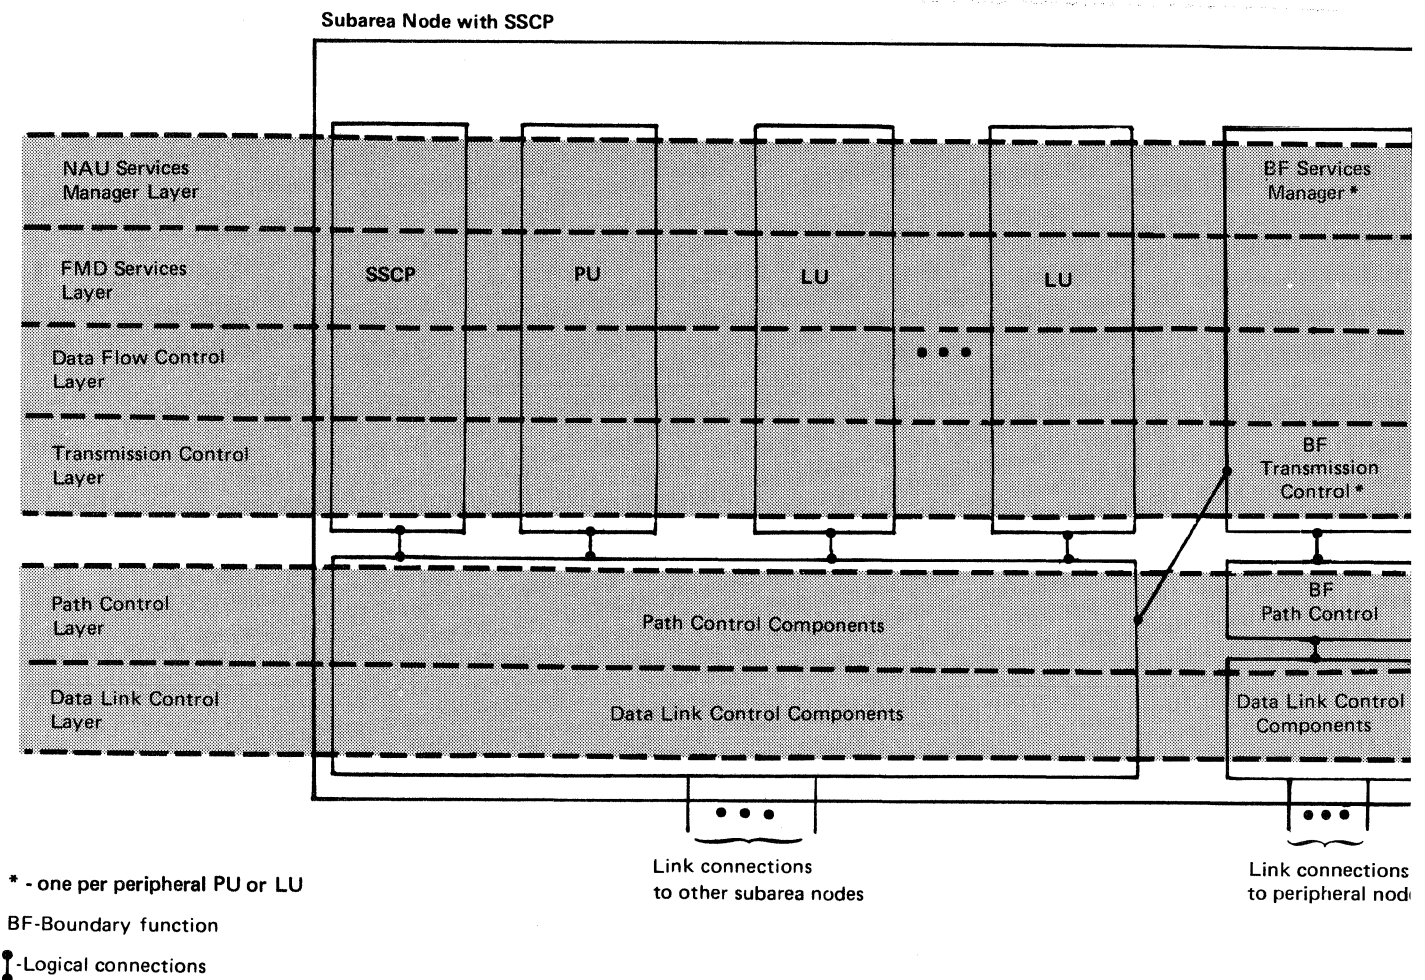 Subarea Node with SSCP
NAU Services
Manager Layer
BF Services
Manager *
FMD Services
Layer
SSCP
PU
LU
LU
Data Flow Control
Layer
Transmission Control
Layer
BF
Transmission
Control *
Path Control
Layer
Path Control Components
BF
Path Control
Data Link Control
Layer
Data Link Control Components
Data Link Control
Components
Link connections
to other subarea nodes
Link connections
to peripheral
* - one per peripheral PU or LU
BF-Boundary function
-Logical connections